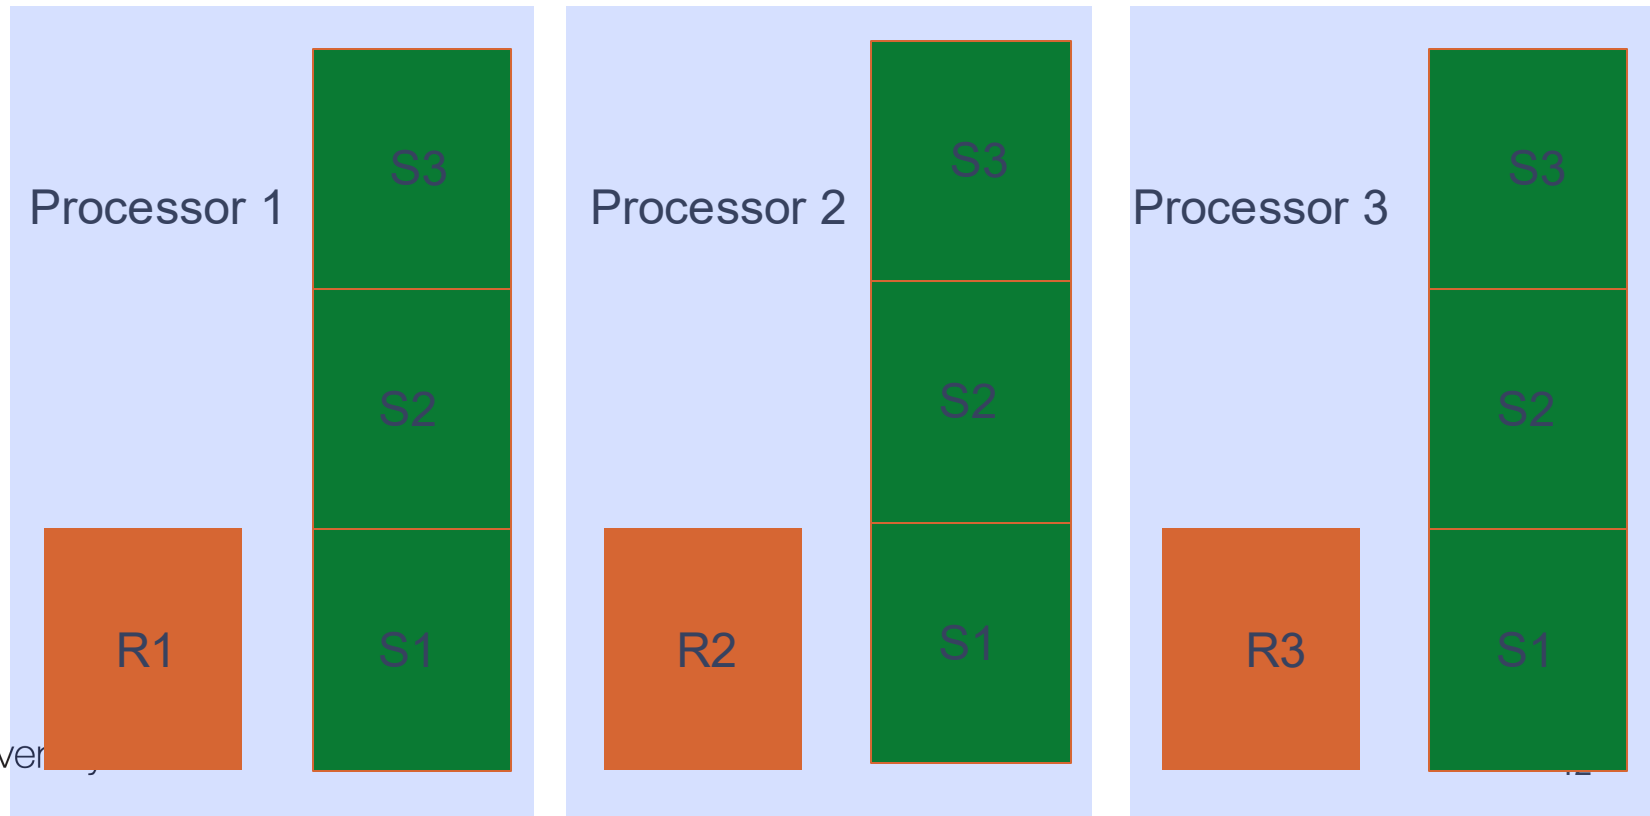 Processor 1
S3
S2
R1
S1
Processor 2
S3
S2
R2
S1
Processor 3
S3
S2
R3
S1